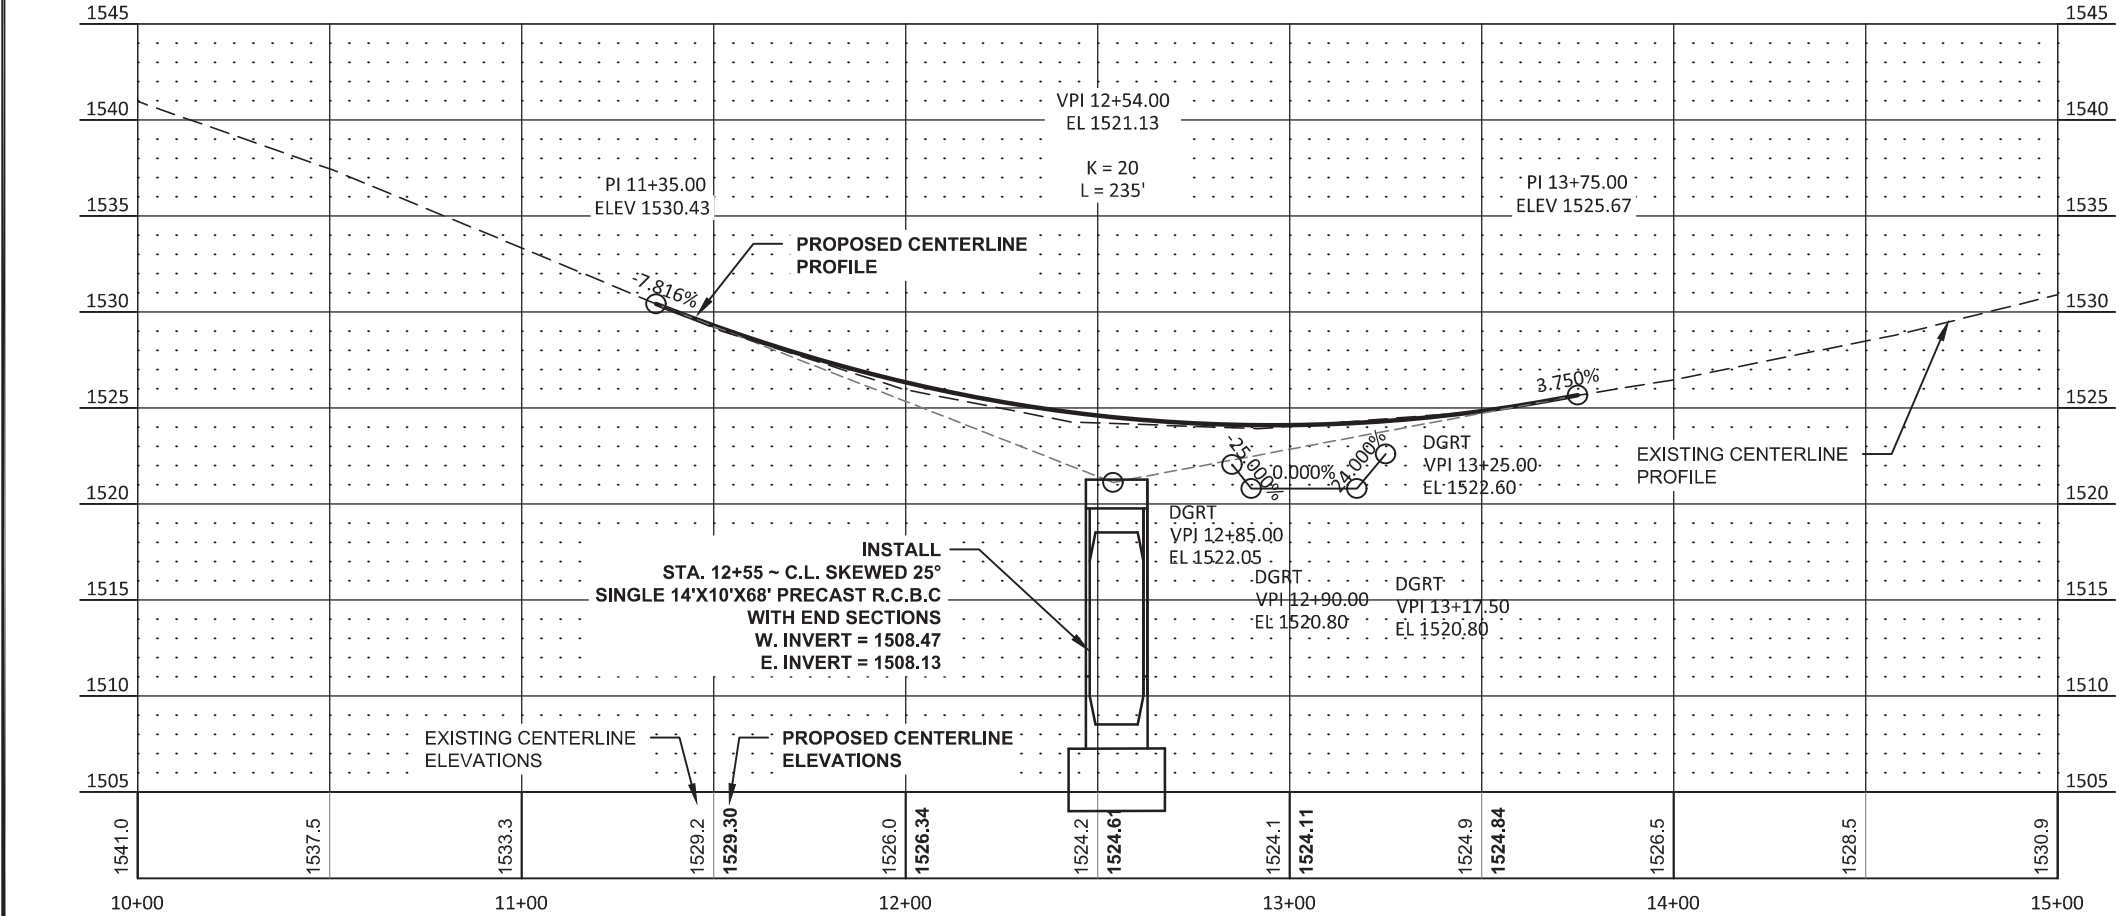 1545
1545
VPI 12+54.00
EL 1521.13
1540
1540
K = 20
L = 235'
PI 11+35.00
ELEV 1530.43
PI 13+75.00
ELEV 1525.67
1535
1535
PROPOSED CENTERLINE
PROFILE
-7.816%
1530
1530
3.750%
1525
1525
-25.000%
0.000%
24.000%
DGRT
VPI 13+25.00
EL 1522.60
EXISTING CENTERLINE
PROFILE
1520
1520
DGRT
VPI 12+85.00
EL 1522.05
INSTALL
STA. 12+55 ~ C.L. SKEWED 25°
SINGLE 14'X10'X68' PRECAST R.C.B.C
WITH END SECTIONS
W. INVERT = 1508.47
E. INVERT = 1508.13
DGRT
VPI 12+90.00
EL 1520.80
DGRT
VPI 13+17.50
EL 1520.80
1515
1515
1510
1510
EXISTING CENTERLINE
ELEVATIONS
PROPOSED CENTERLINE
ELEVATIONS
1505
1505
1541.0
1537.5
1533.3
1529.2
1529.30
1526.0
1526.34
1524.2
1524.61
1524.1
1524.11
1524.9
1524.84
1526.5
1528.5
1530.9
10+00
11+00
12+00
13+00
14+00
15+00